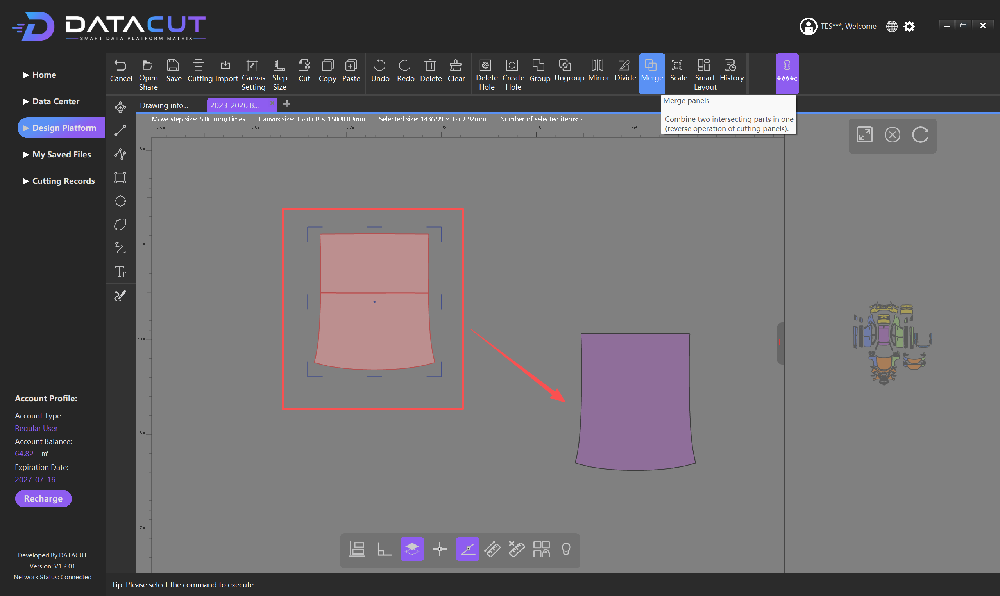 DATACUT
SMART DATA PLATFORM MATRIX
TES***, Welcome
Home
Data Center
Design Platform
My Saved Files
Cutting Records
Cancel
Open
Share
Save
Cutting
Import
Canvas
Setting
Step
Size
Cut
Copy
Paste
Undo
Redo
Delete
Clear
Delete
Hole
Create
Hole
Group
Ungroup
Mirror
Divide
Merge
Scale
Smart
Layout
History
����c
Merge panels
Combine two intersecting parts in one
(reverse operation of cutting panels).
Drawing info...
2023-2026 B...
Move step size: 5.00 mm/Times
Canvas size: 1520.00 × 15000.00mm
Selected size: 1436.99 × 1267.92mm
Number of selected items: 2
25m
26m
27m
28m
29m
30m
-3m
-4m
-5m
-6m
-7m
Account Profile:
Account Type:
Regular User
Account Balance:
64.82 ㎡
Expiration Date:
2027-07-16
Recharge
Developed By DATACUT
Version: V1.2.01
Network Status: Connected
Tip: Please select the command to execute